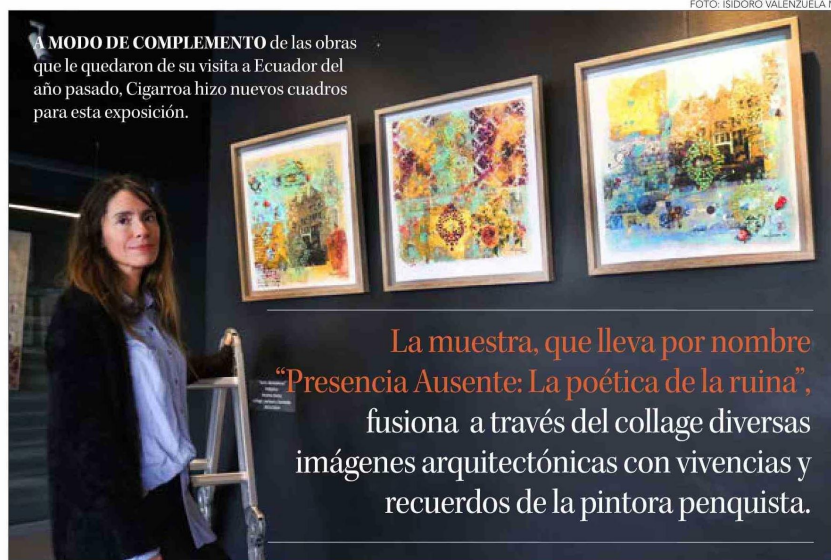 FOTO: ISIDORO VALENZUELA
A MODO DE COMPLEMENTO de las obras
que le quedaron de su visita a Ecuador del
año pasado, Cigarroa hizo nuevos cuadros
para esta exposición.
La muestra, que lleva por nombre
“Presencia Ausente: La poética de la ruina”,
fusiona a través del collage diversas
imágenes arquitectónicas con vivencias y
recuerdos de la pintora penquista.